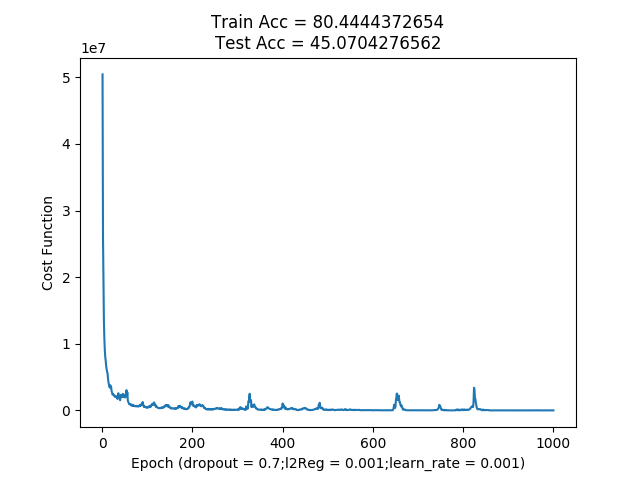 Train Acc = 80.4444372654
Test Acc = 45.0704276562
1e7
5
4
3
2
1
0
Cost Function
0 200 400 600 800 1000
Epoch (dropout = 0.7;l2Reg = 0.001;learn_rate = 0.001)